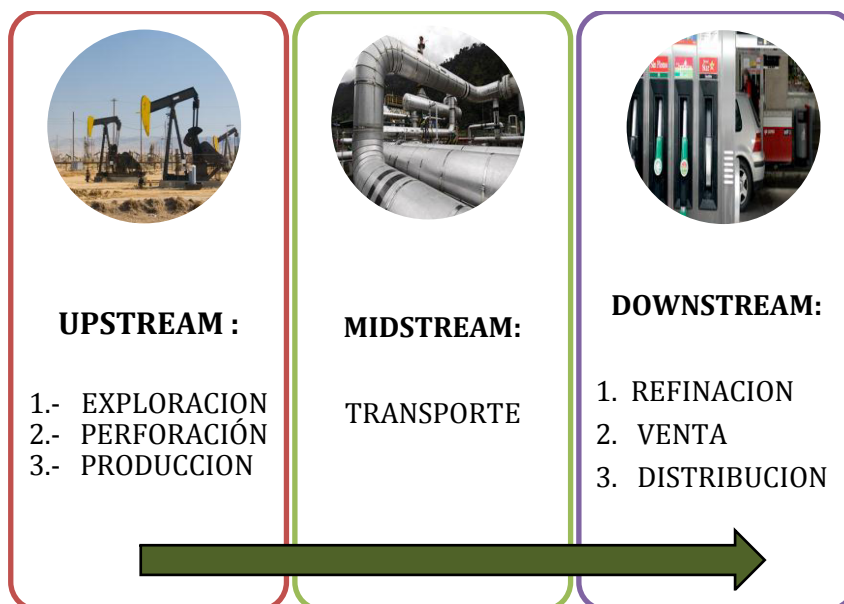 UPSTREAM :
1.- EXPLORACION
2.- PERFORACIÓN
3.- PRODUCCION
MIDSTREAM:
TRANSPORTE
DOWNSTREAM:
1. REFINACION
2. VENTA
3. DISTRIBUCION